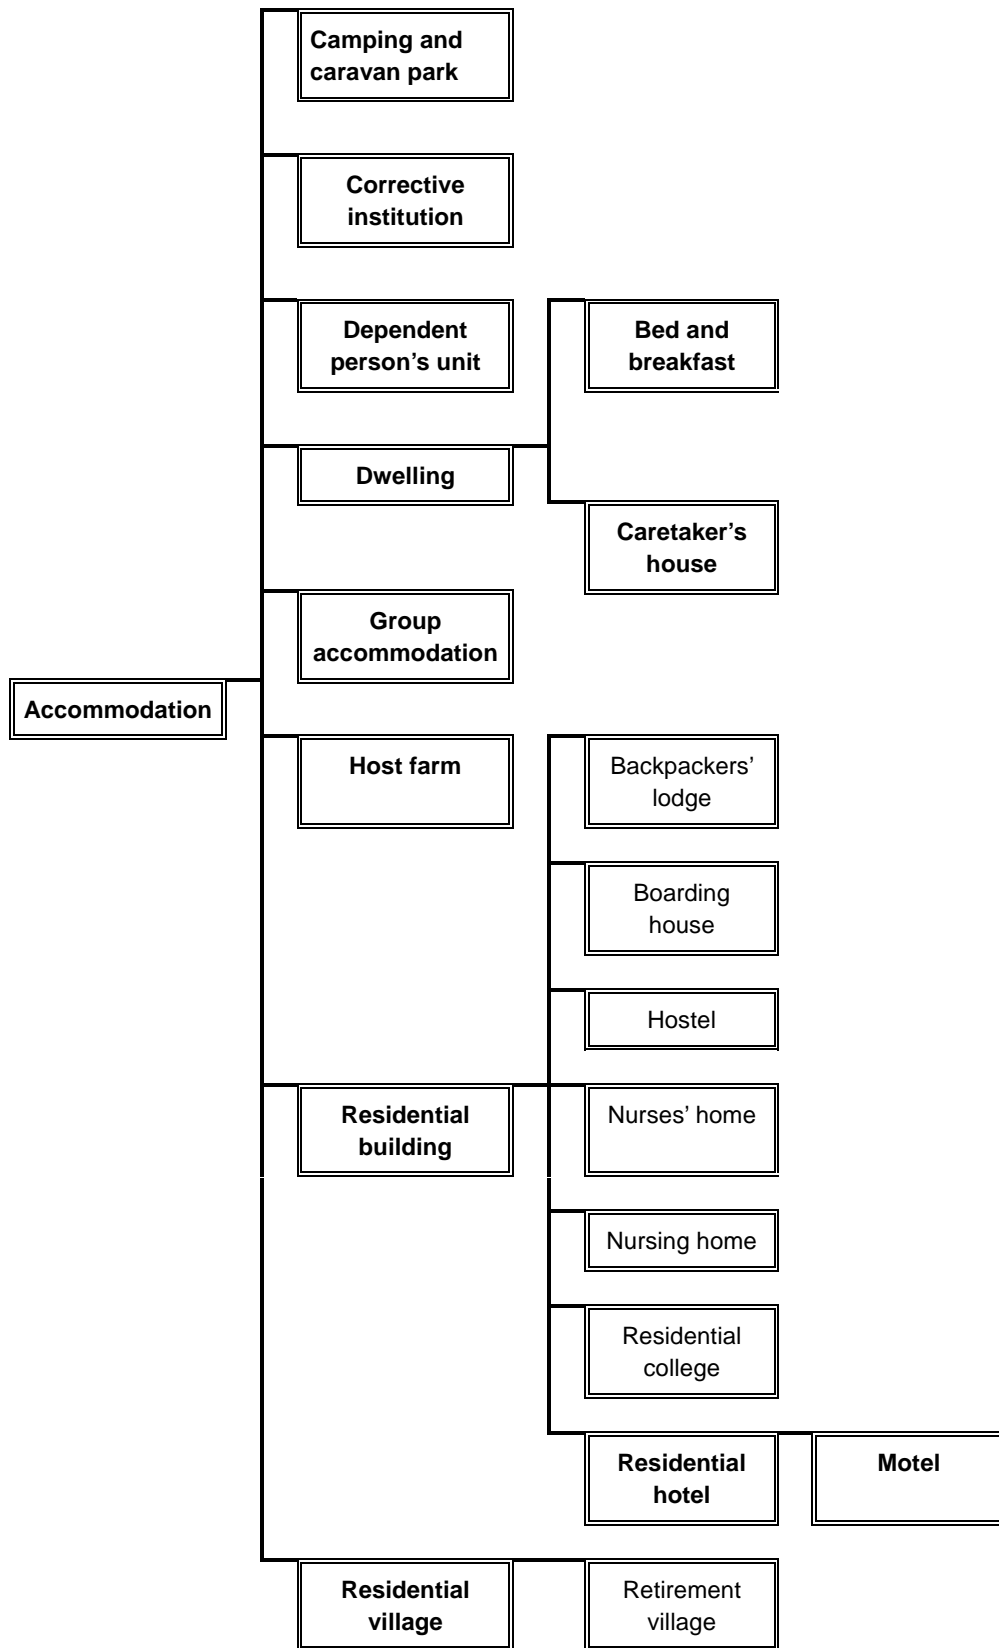 Camping and
caravan park
Corrective
institution
Dependent
person’s unit
Bed and
breakfast
Dwelling
Caretaker’s
house
Group
accommodation
Accommodation
Host farm
Backpackers’
lodge
Boarding
house
Hostel
Residential
building
Nurses’ home
Nursing home
Residential
college
Residential
hotel
Motel
Residential
village
Retirement
village